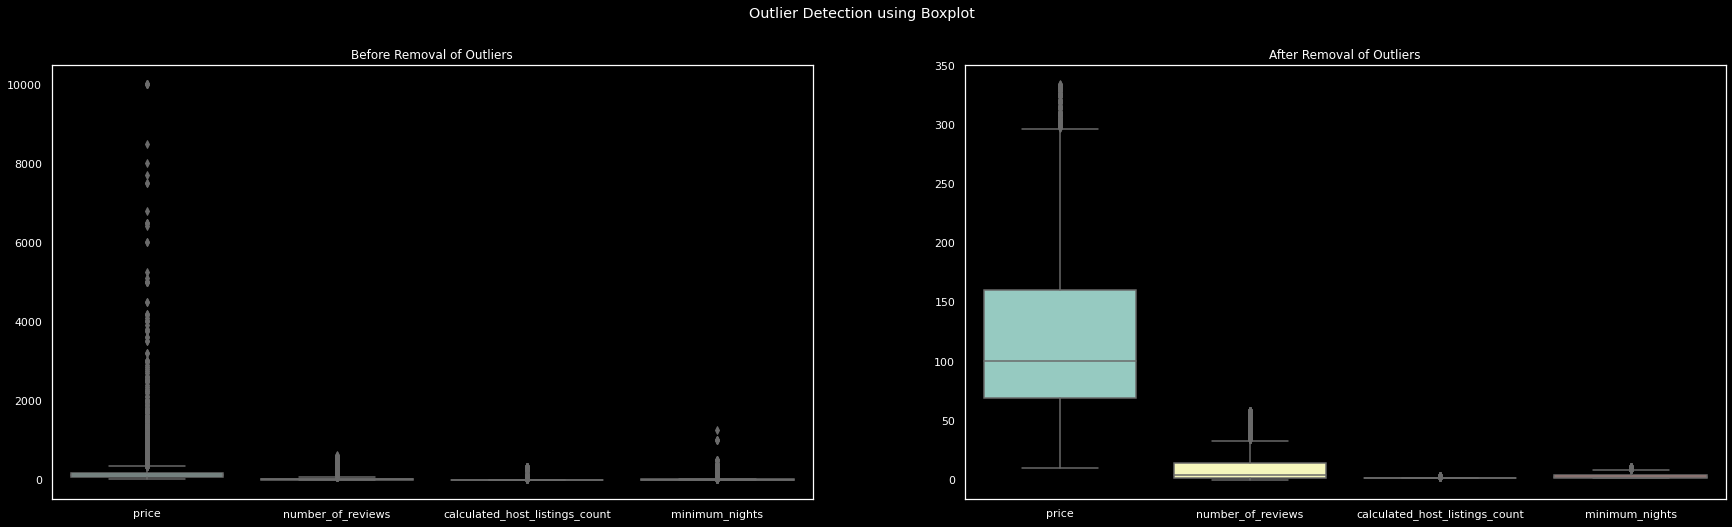 Outlier Detection using Boxplot
Before Removal of Outliers
10000
8000
6000
4000
2000
0
price number_of_reviews calculated_host_listings_count minimum_nights
After Removal of Outliers
350
300
250
200
150
100
50
0
price number_of_reviews calculated_host_listings_count minimum_nights